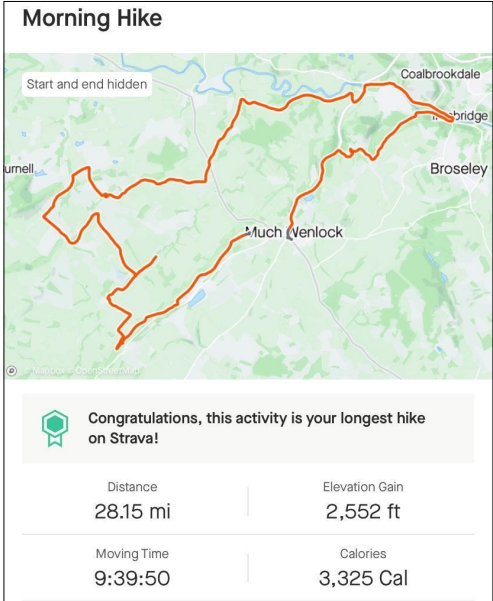 Morning Hike
Start and end hidden
Coalbrookdale
bridge
urnell
Broseley
Much Wenlock
© Mapbox © OpenStreetMap
Congratulations, this activity is your longest hike
on Strava!
Distance
Elevation Gain
28.15 mi
2,552 ft
Moving Time
Calories
9:39:50
3,325 Cal